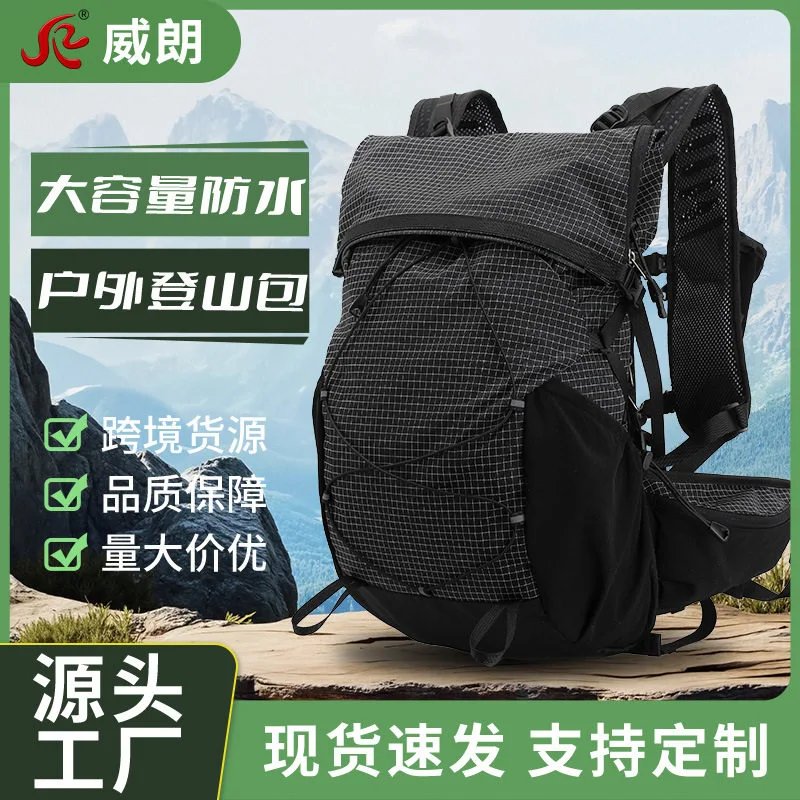 ® 威朗
大容量防水
户外登山包
跨境货源
品质保障
量大价优
源头
工厂
现货速发 支持定制